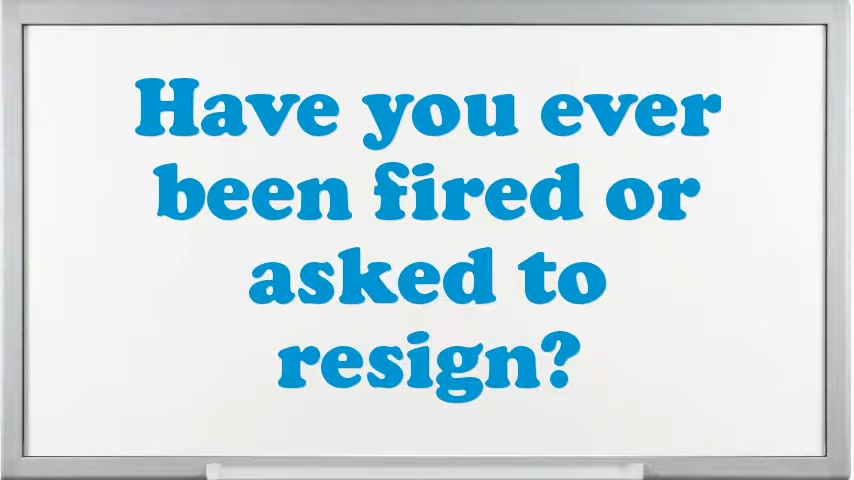 Have you ever
been fired or
asked to
resign?